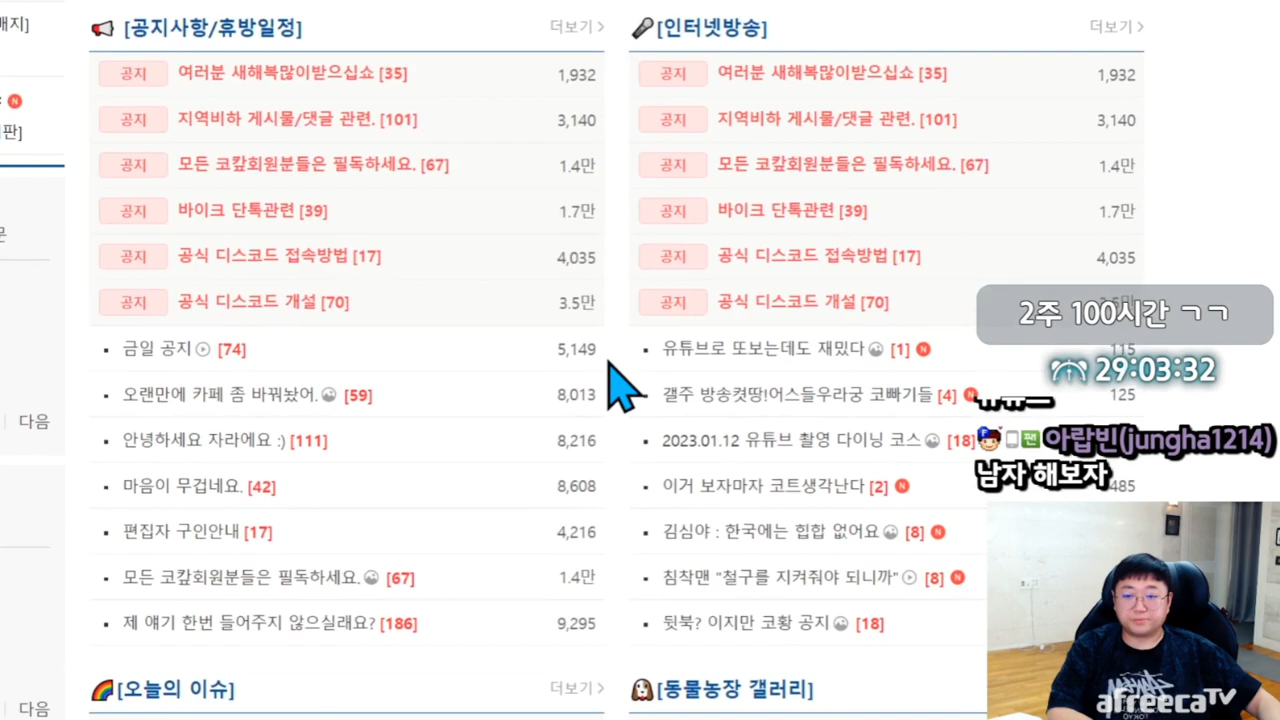 배지]
판]
다음
다음
[공지사항/휴방일정]
더보기 >
공지 여러분 새해복많이받으십쇼 [35] 1,932
공지 지역비하 게시물/댓글 관련. [101] 3,140
공지 모든 코캎회원분들은 필독하세요. [67] 1.4만
공지 바이크 단톡관련 [39] 1.7만
공지 공식 디스코드 접속방법 [17] 4,035
공지 공식 디스코드 개설 [70] 3.5만
금일 공지 [74] 5,149
오랜만에 카페 좀 바꿔놨어. [59] 8,013
안녕하세요 자라에요 :) [111] 8,216
마음이 무겁네요. [42] 8,608
편집자 구인안내 [17] 4,216
모든 코캎회원분들은 필독하세요. [67] 1.4만
제 얘기 한번 들어주지 않으실래요? [186] 9,295
[오늘의 이슈]
더보기 >
[인터넷방송]
더보기 >
공지 여러분 새해복많이받으십쇼 [35] 1,932
공지 지역비하 게시물/댓글 관련. [101] 3,140
공지 모든 코캎회원분들은 필독하세요. [67] 1.4만
공지 바이크 단톡관련 [39] 1.7만
공지 공식 디스코드 접속방법 [17] 4,035
공지 공식 디스코드 개설 [70]
유튜브로 또보는데도 재밌다 [1] N 115
갤주 방송켯땅!어스들우라궁 코빠기들 [4] N 125
2023.01.12 유튜브 촬영 다이닝 코스 [18]
이거 보자마자 코트생각난다 [2] N 485
김심야 : 한국에는 힙합 없어요 [8] N
침착맨 "철구를 지켜줘야 되니까" [8] N
뒷북? 이지만 코황 공지 [18]
[동물농장 갤러리]
2주 100시간 ㄱㄱ
29:03:32
팬 아랍빈(jungha1214)
남자 해보자
afreecaTV